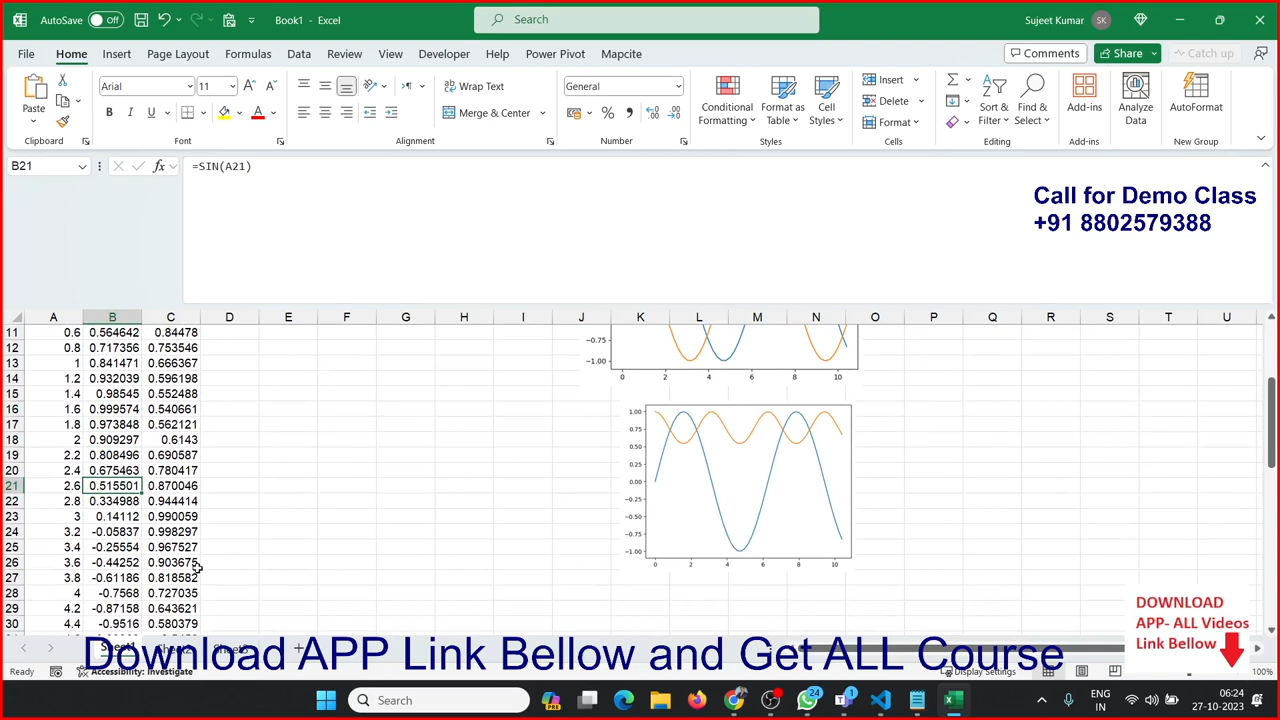 AutoSave Off Book1 - Excel Search Sujeet Kumar SK
File Home Insert Page Layout Formulas Data Review View Developer Help Power Pivot Mapcite Comments Share Catch up
Paste Arial 11 Wrap Text General Conditional Formatting Format as Table Cell Styles Insert Sort & Filter Find & Select Add-ins Analyze Data AutoFormat
B I U Merge & Center % Delete
Format
Clipboard Font Alignment Number Styles Cells Editing Add-ins New Group
B21 fx =SIN(A21)
Call for Demo Class
+91 8802579388
A B C D E F G H I J K L M N O P Q R S T U
11 0.6 0.564642 0.84478
12 0.8 0.717356 0.753546
13 1 0.841471 0.666367
14 1.2 0.932039 0.596198
15 1.4 0.98545 0.552488
16 1.6 0.999574 0.540661
17 1.8 0.973848 0.562121
18 2 0.909297 0.6143
19 2.2 0.808496 0.690587
20 2.4 0.675463 0.780417
21 2.6 0.515501 0.870046
22 2.8 0.334988 0.944414
23 3 0.14112 0.990059
24 3.2 -0.05837 0.998297
25 3.4 -0.25554 0.967527
26 3.6 -0.44252 0.903675
27 3.8 -0.61186 0.818582
28 4 -0.7568 0.727035
29 4.2 -0.87158 0.643621
30 4.4 -0.9516 0.580379
-0.75
-1.00
0 2 4 6 8 10
1.00
0.75
0.50
0.25
0.00
-0.25
-0.50
-0.75
-1.00
0 2 4 6 8 10
DOWNLOAD
APP- ALL Videos
Link Bellow
Sheet1
Download APP Link Bellow and Get ALL Course
Ready Accessibility: Investigate Display Settings 100%
Search PRE 24 1 ENG IN 06:24 27-10-2023